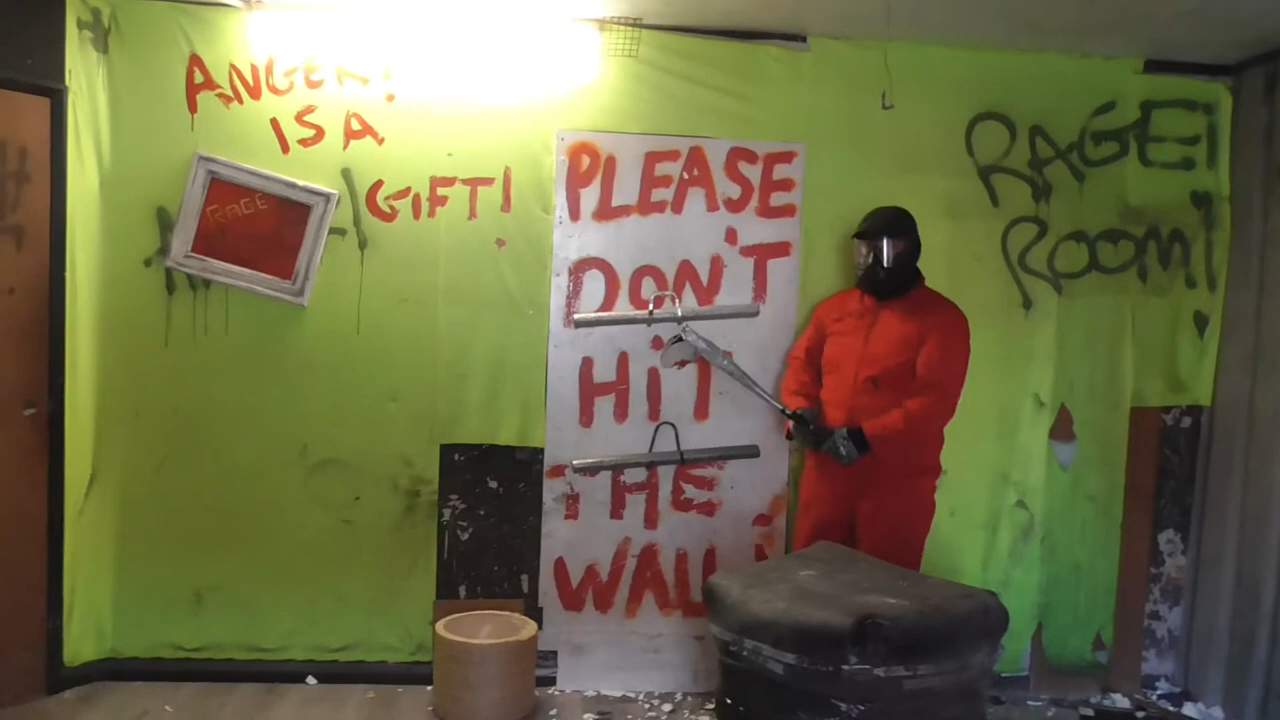 ANGER!
IS A
GIFT!
RAGE
PLEASE
DON'T
HIT
THE
WALL!
RAGE!
ROOM!